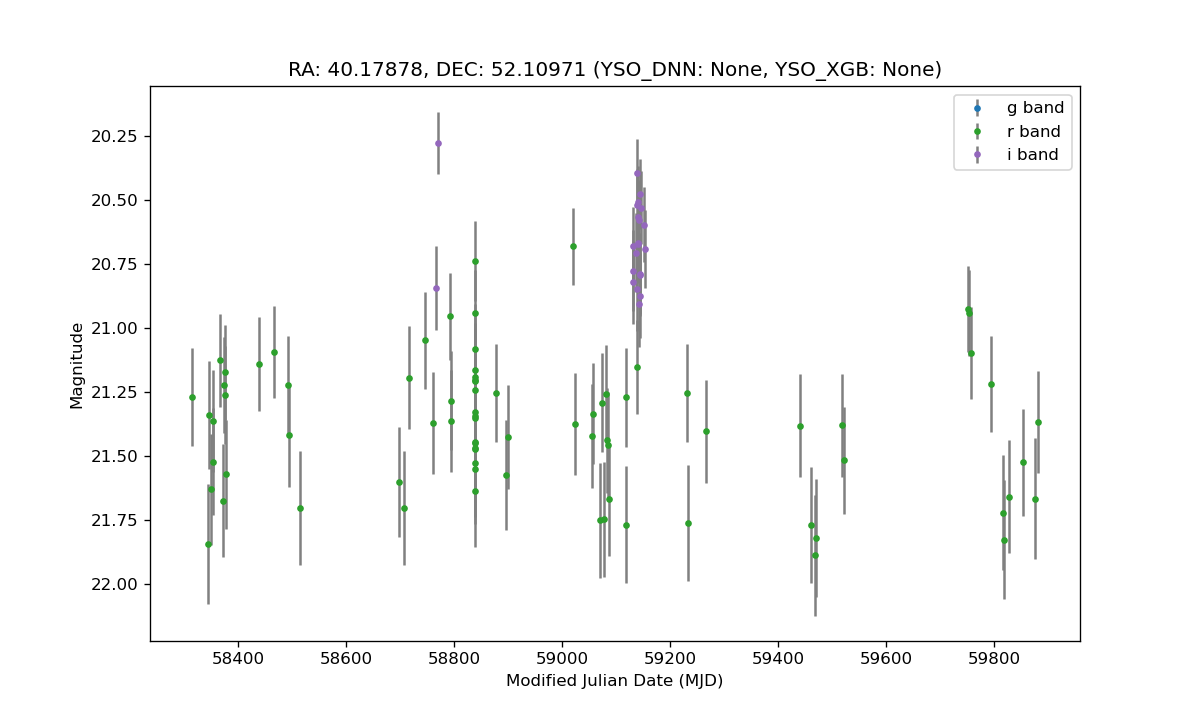 RA: 40.17878, DEC: 52.10971 (YSO_DNN: None, YSO_XGB: None)
g band
r band
i band
20.25
20.50
20.75
21.00
21.25
21.50
21.75
22.00
Magnitude
58400 58600 58800 59000 59200 59400 59600 59800
Modified Julian Date (MJD)